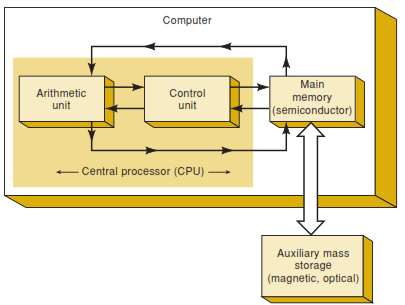 Computer
Arithmetic
unit
Control
unit
Main
memory
(semiconductor)
Central processor (CPU)
Auxiliary mass
storage
(magnetic, optical)